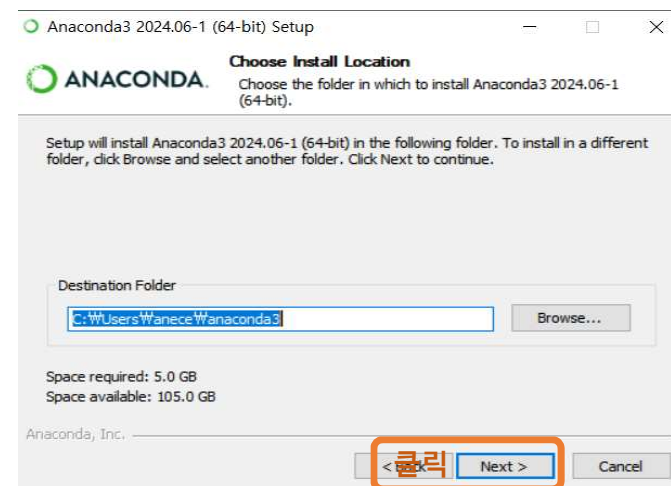 Anaconda3 2024.06-1 (64-bit) Setup
ANACONDA.
Choose Install Location
Choose the folder in which to install Anaconda3 2024.06-1
(64-bit).
Setup will install Anaconda3 2024.06-1 (64-bit) in the following folder. To install in a different
folder, click Browse and select another folder. Click Next to continue.
Destination Folder
C:₩Users₩anece₩anaconda3
Browse...
Space required: 5.0 GB
Space available: 105.0 GB
Anaconda, Inc.
< 클릭 Next > Cancel